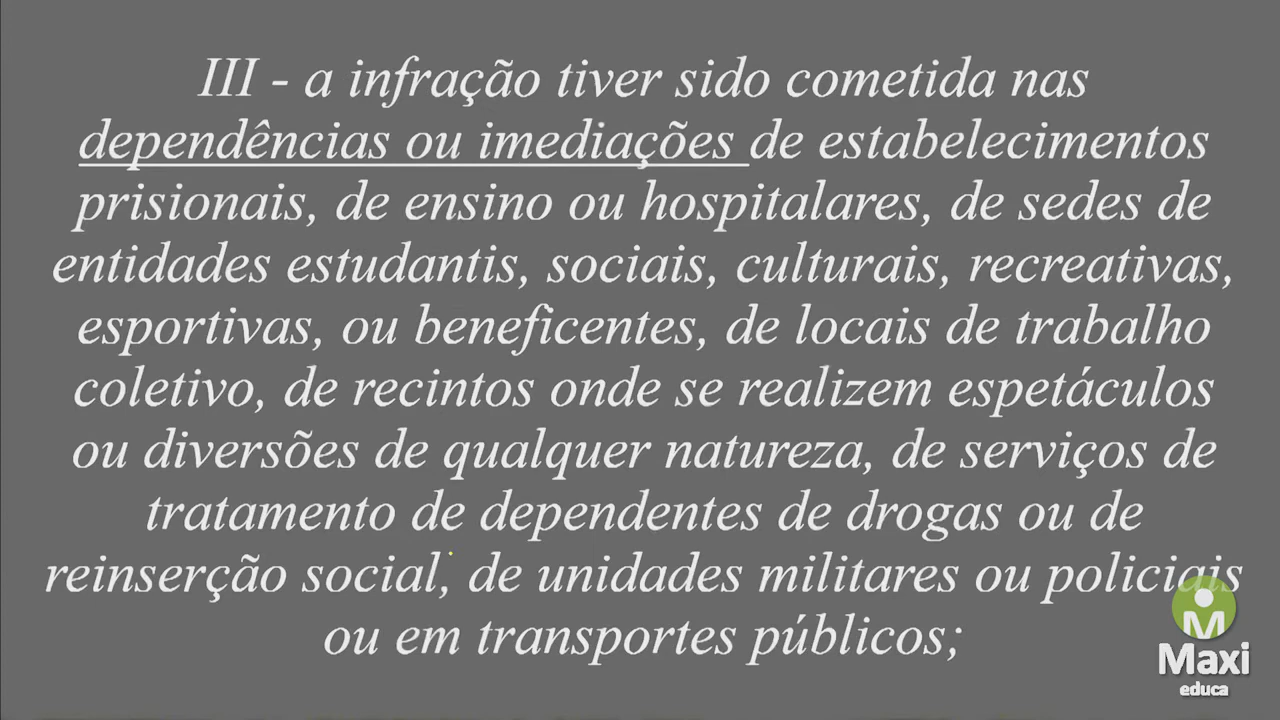 III - a infração tiver sido cometida nas
dependências ou imediações de estabelecimentos
prisionais, de ensino ou hospitalares, de sedes de
entidades estudantis, sociais, culturais, recreativas,
esportivas, ou beneficentes, de locais de trabalho
coletivo, de recintos onde se realizem espetáculos
ou diversões de qualquer natureza, de serviços de
tratamento de dependentes de drogas ou de
reinserção social, de unidades militares ou policiais
ou em transportes públicos;
M
Maxi
educa